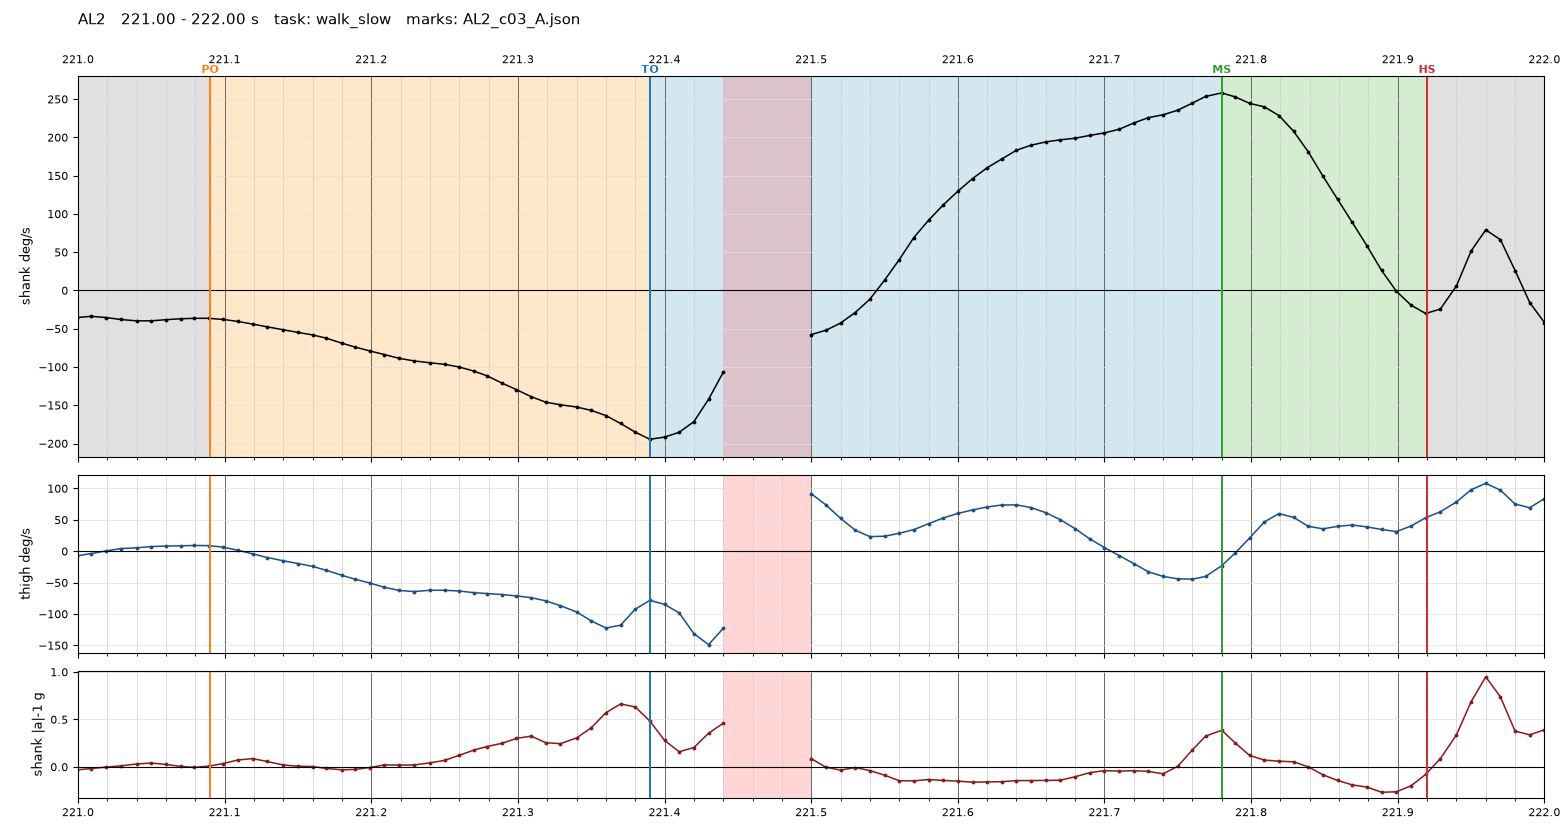 AL2 221.00 - 222.00 s task: walk_slow marks: AL2_c03_A.json
221.0 221.1 221.2 221.3 221.4 221.5 221.6 221.7 221.8 221.9 222.0
PO TO MS HS
shank deg/s
250
200
150
100
50
0
−50
−100
−150
−200
thigh deg/s
100
50
0
−50
−100
−150
shank |a|-1 g
1.0
0.5
0.0
221.0 221.1 221.2 221.3 221.4 221.5 221.6 221.7 221.8 221.9 222.0